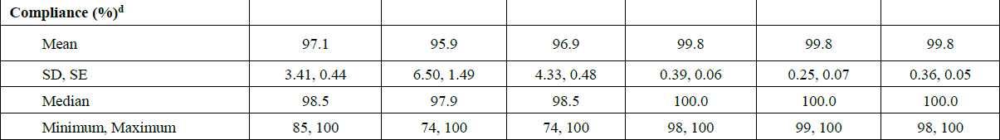 Compliance (%)d
Mean 97.1 95.9 96.9 99.8 99.8 99.8
SD, SE 3.41, 0.44 6.50, 1.49 4.33, 0.48 0.39, 0.06 0.25, 0.07 0.36, 0.05
Median 98.5 97.9 98.5 100.0 100.0 100.0
Minimum, Maximum 85, 100 74, 100 74, 100 98, 100 99, 100 98, 100